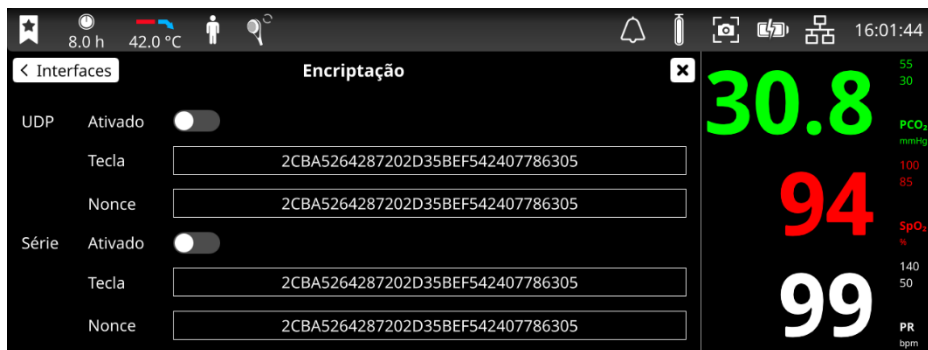 8.0 h 42.0 °C 16:01:44
< Interfaces Encriptação
UDP Ativado
Tecla 2CBA5264287202D35BEF542407786305
Nonce 2CBA5264287202D35BEF542407786305
Série Ativado
Tecla 2CBA5264287202D35BEF542407786305
Nonce 2CBA5264287202D35BEF542407786305
30.8
55
30
PCO₂
mmHg
94
100
85
SpO₂
%
99
140
50
PR
bpm